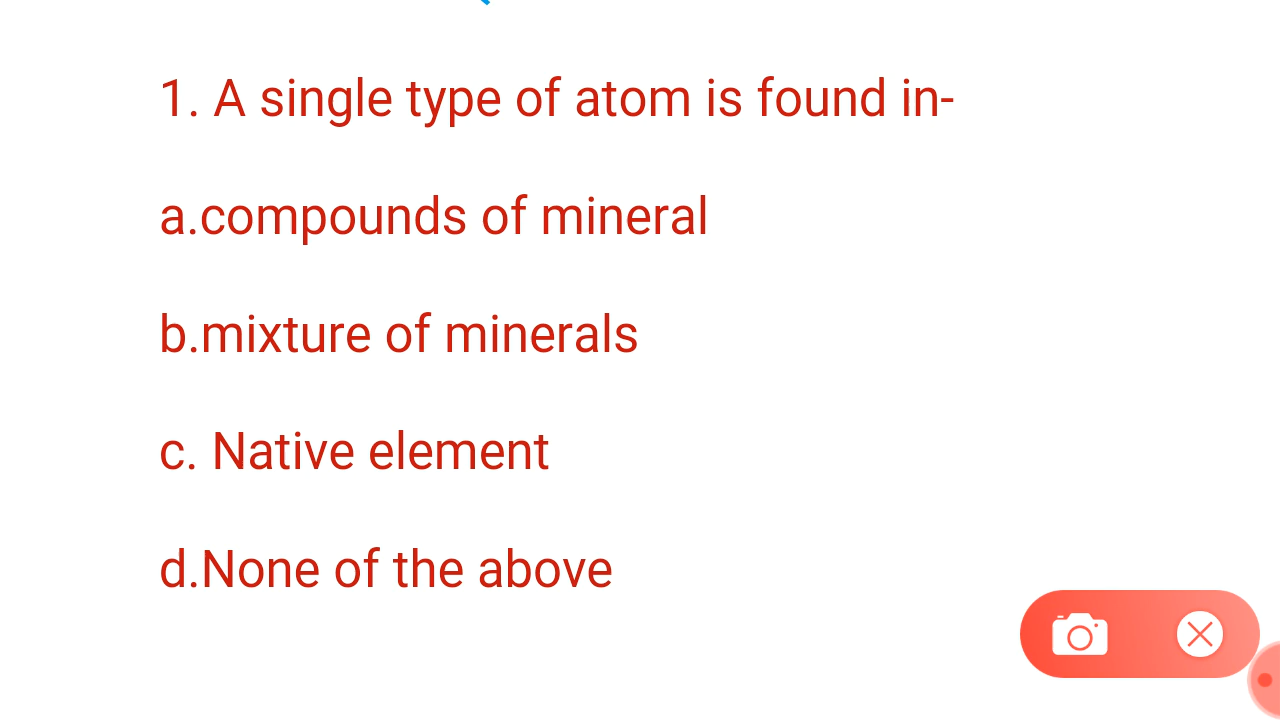 1. A single type of atom is found in-
a.compounds of mineral
b.mixture of minerals
c. Native element
d.None of the above